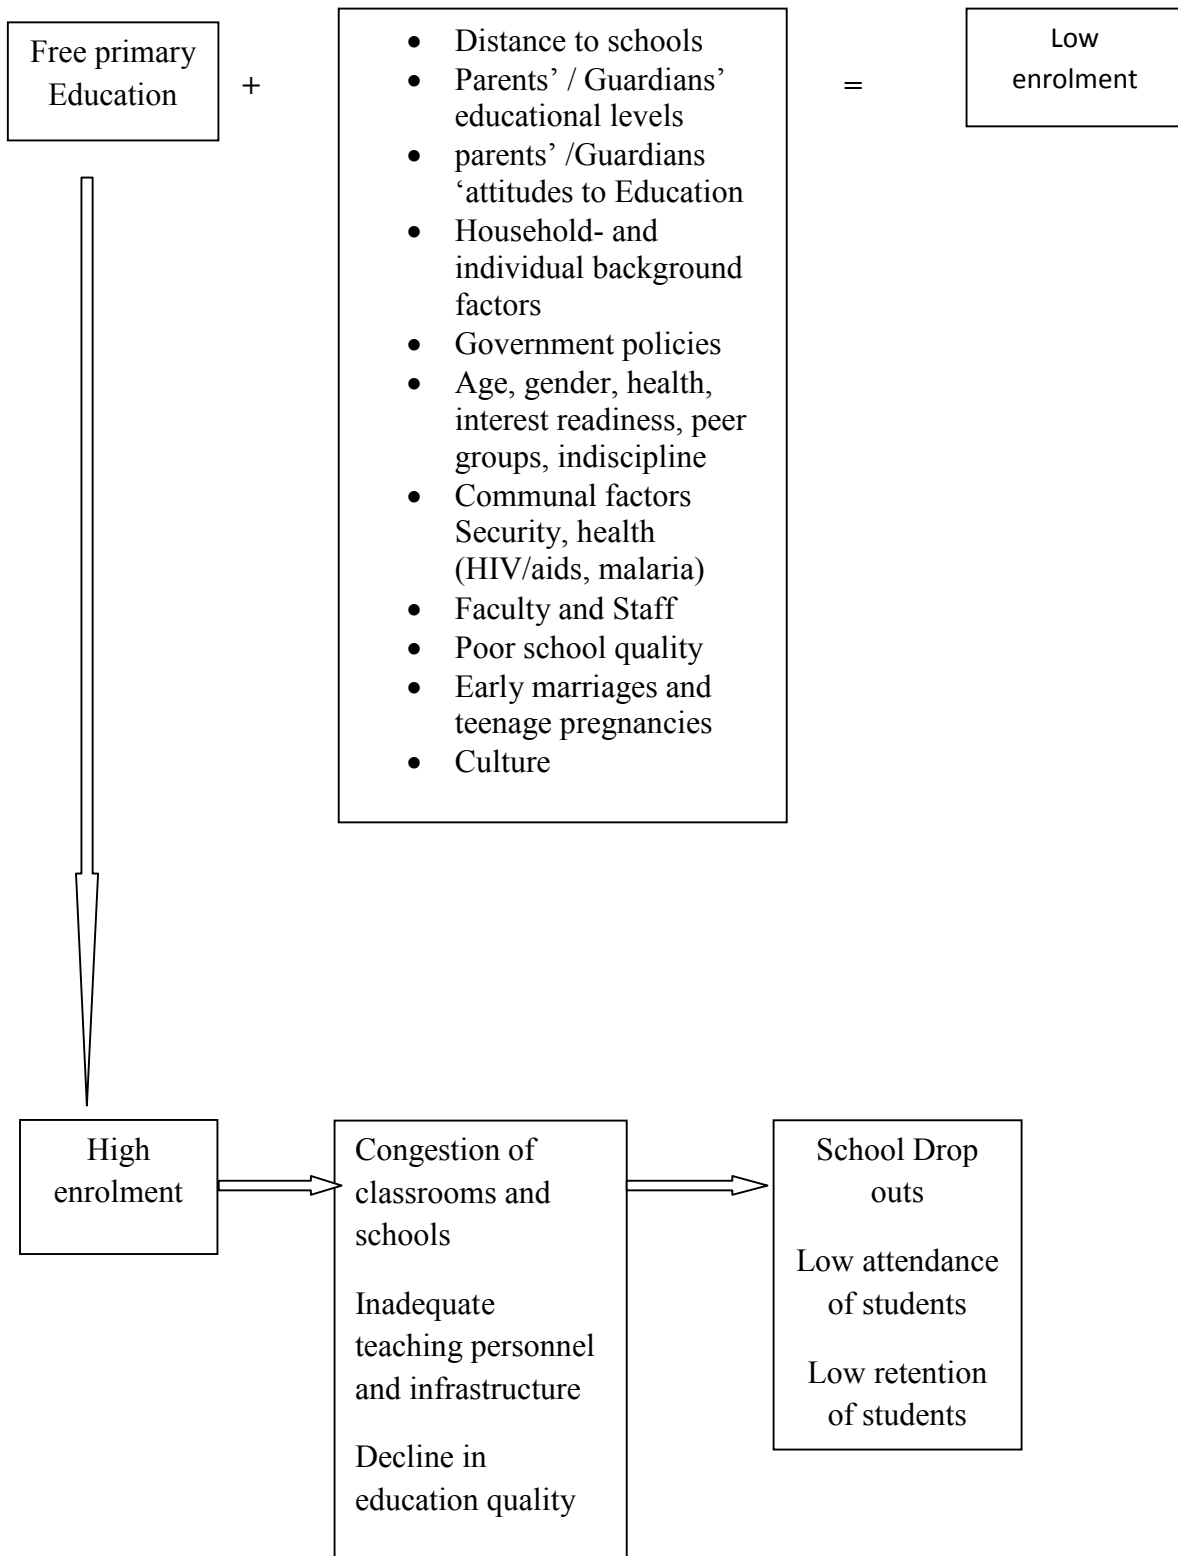 Free primary
Education
+
• Distance to schools
• Parents’ / Guardians’
educational levels
• parents’ /Guardians
‘attitudes to Education
• Household- and
individual background
factors
• Government policies
• Age, gender, health,
interest readiness, peer
groups, indiscipline
• Communal factors
Security, health
(HIV/aids, malaria)
• Faculty and Staff
• Poor school quality
• Early marriages and
teenage pregnancies
• Culture
=
Low
enrolment
High
enrolment
Congestion of
classrooms and
schools
Inadequate
teaching personnel
and infrastructure
Decline in
education quality
School Drop
outs
Low attendance
of students
Low retention
of students